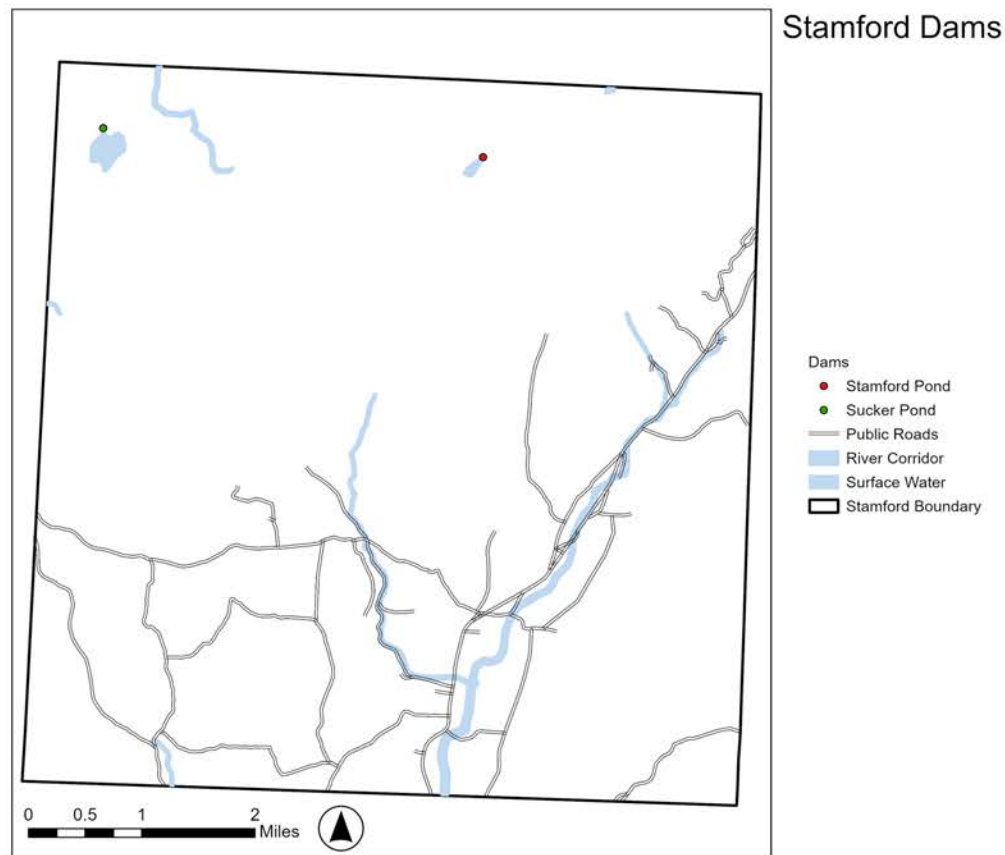 Stamford Dams
Dams
Stamford Pond
Sucker Pond
Public Roads
River Corridor
Surface Water
Stamford Boundary
0 0.5 1 2
Miles